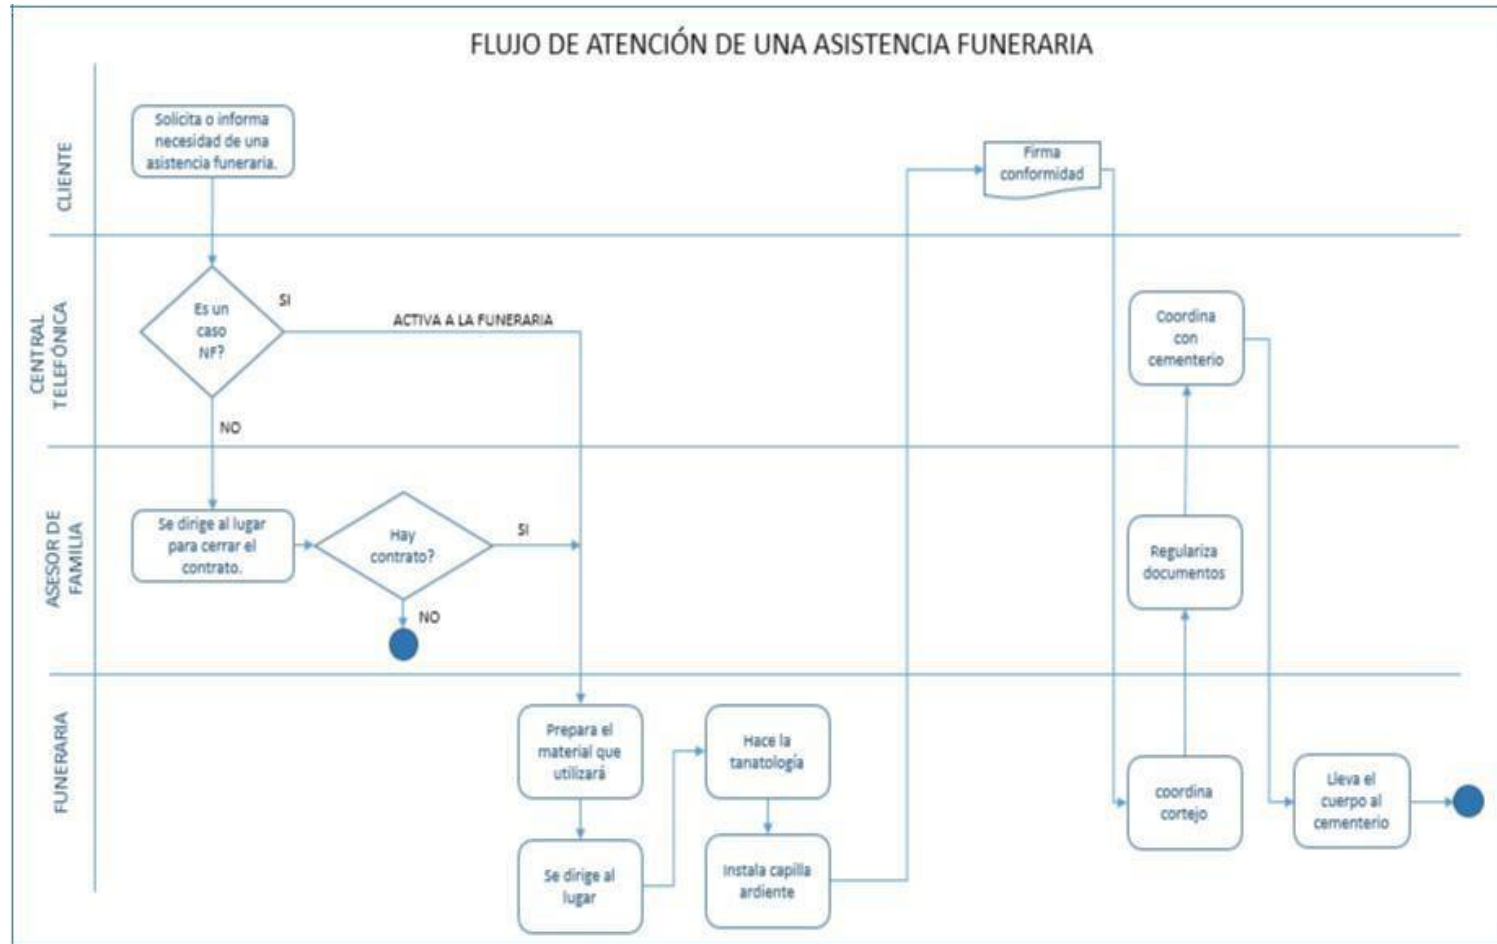 FLUJO DE ATENCIÓN DE UNA ASISTENCIA FUNERARIA
CLIENTE
Solicita o informa
necesidad de una
asistencia funeraria.
Firma
conformidad
CENTRAL
TELEFÓNICA
Es un
caso
NF?
SI
ACTIVA A LA FUNERARIA
NO
Coordina
con
cementerio
ASESOR DE
FAMILIA
Se dirige al lugar
para cerrar el
contrato.
Hay
contrato?
SI
NO
Regulariza
documentos
FUNERARIA
Prepara el
material que
utilizará
Se dirige al
lugar
Hace la
tanatología
Instala capilla
ardiente
coordina
cortejo
Lleva el
cuerpo al
cementerio